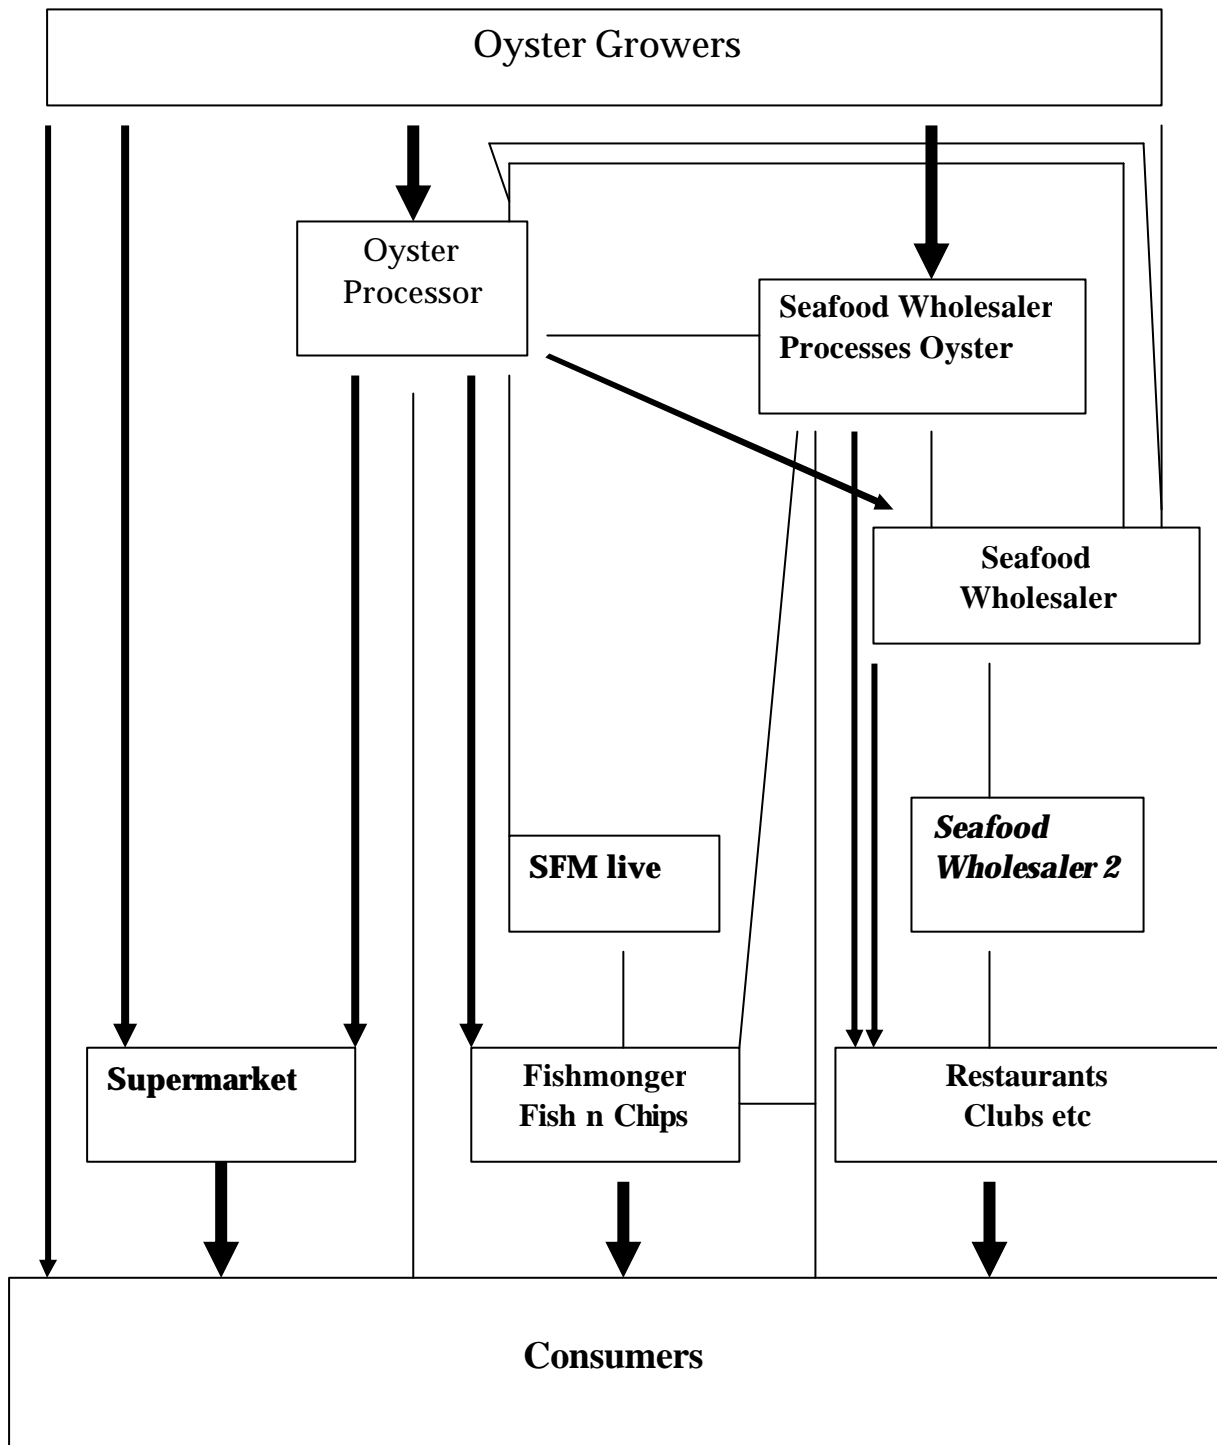 Oyster Growers
Oyster
Processor
Seafood Wholesaler
Processes Oyster
Seafood
Wholesaler
SFM live
Seafood
Wholesaler 2
Supermarket
Fishmonger
Fish n Chips
Restaurants
Clubs etc
Consumers